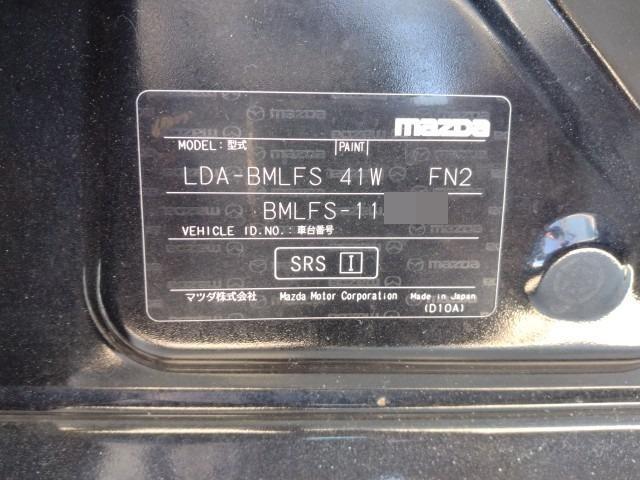 mazda
MODEL: 型式 PAINT
LDA-BMLFS 41W FN2
BMLFS-11
VEHICLE ID.NO.: 車台番号
SRS I
マツダ株式会社 Mazda Motor Corporation Made in Japan
(D10A)